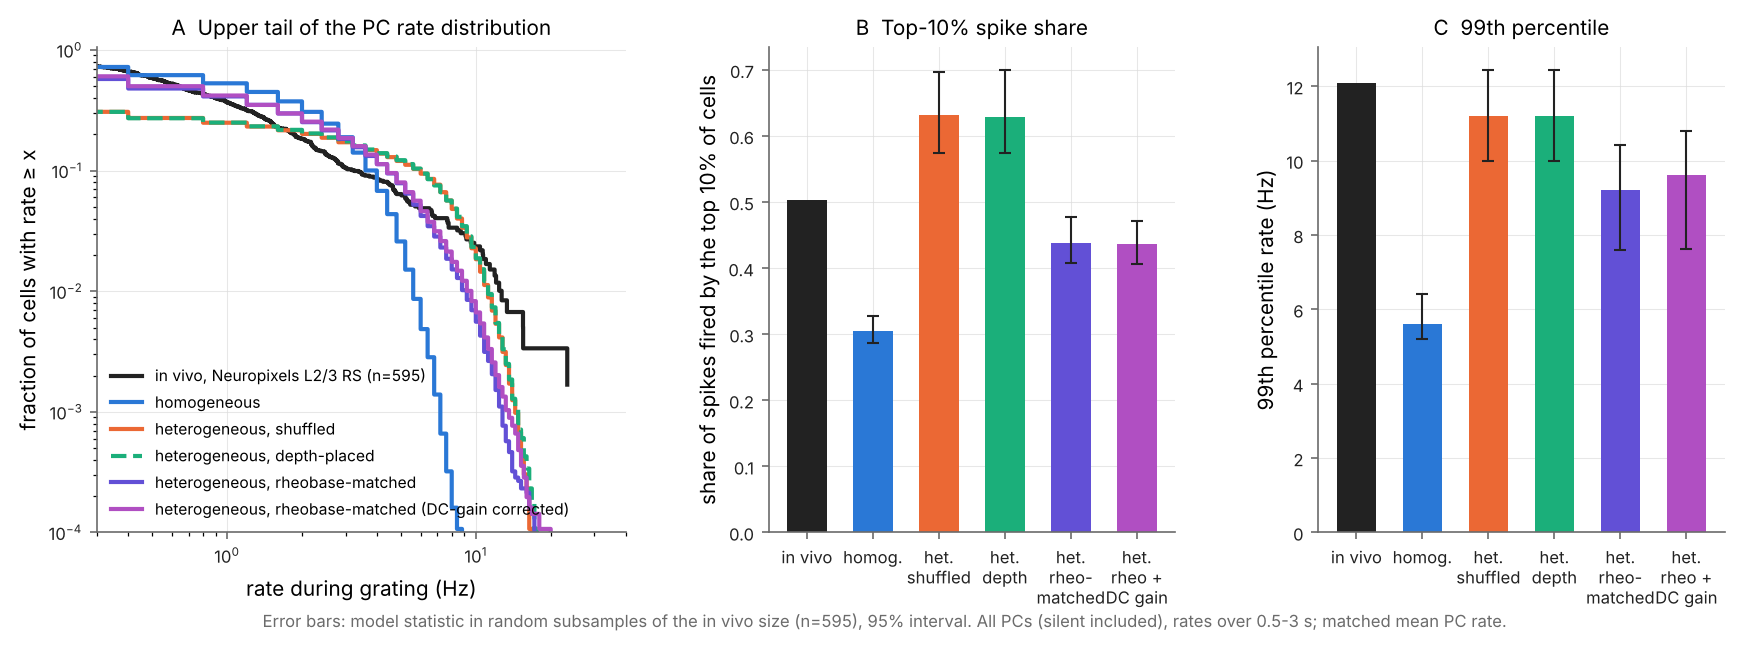 A  Upper tail of the PC rate distribution
fraction of cells with rate ≥ x
10⁰
10⁻¹
10⁻²
10⁻³
10⁻⁴
in vivo, Neuropixels L2/3 RS (n=595)
homogeneous
heterogeneous, shuffled
heterogeneous, depth-placed
heterogeneous, rheobase-matched
heterogeneous, rheobase-matched (DC-gain corrected)
10⁰ 10¹
rate during grating (Hz)
B  Top-10% spike share
share of spikes fired by the top 10% of cells
0.7
0.6
0.5
0.4
0.3
0.2
0.1
0.0
in vivo homog. het. het. het. het.
shuffled depth rheo- rheo +
matched DC gain
C  99th percentile
99th percentile rate (Hz)
12
10
8
6
4
2
0
in vivo homog. het. het. het. het.
shuffled depth rheo- rheo +
matched DC gain
Error bars: model statistic in random subsamples of the in vivo size (n=595), 95% interval. All PCs (silent included), rates over 0.5-3 s; matched mean PC rate.